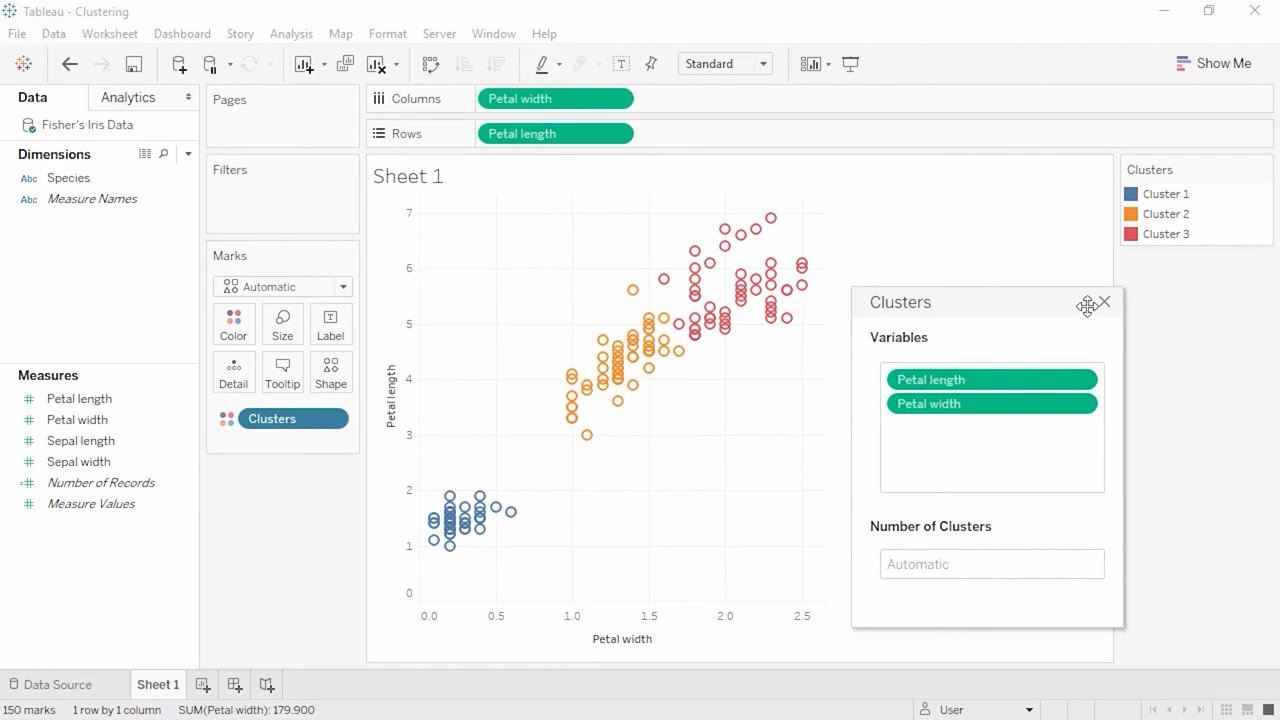 Tableau - Clustering
File Data Worksheet Dashboard Story Analysis Map Format Server Window Help
Standard
Show Me
Data Analytics
Fisher's Iris Data
Dimensions
Abc Species
Abc Measure Names
Measures
Petal length
Petal width
Sepal length
Sepal width
Number of Records
Measure Values
Pages
Filters
Marks
Automatic
Color Size Label
Detail Tooltip Shape
Clusters
Columns Petal width
Rows Petal length
Sheet 1
7
6
5
4
3
2
1
0
Petal length
0.0 0.5 1.0 1.5 2.0 2.5
Petal width
Clusters
Cluster 1
Cluster 2
Cluster 3
Clusters
Variables
Petal length
Petal width
Number of Clusters
Automatic
Data Source Sheet 1
150 marks 1 row by 1 column SUM(Petal width): 179.900 User